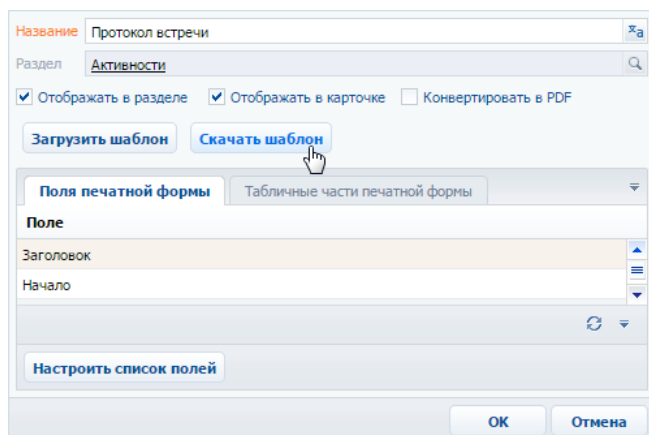 Название Протокол встречи xa
Раздел Активности
Отображать в разделе Отображать в карточке Конвертировать в PDF
Загрузить шаблон Скачать шаблон
Поля печатной формы Табличные части печатной формы
Поле
Заголовок
Начало
Настроить список полей
ОК Отмена